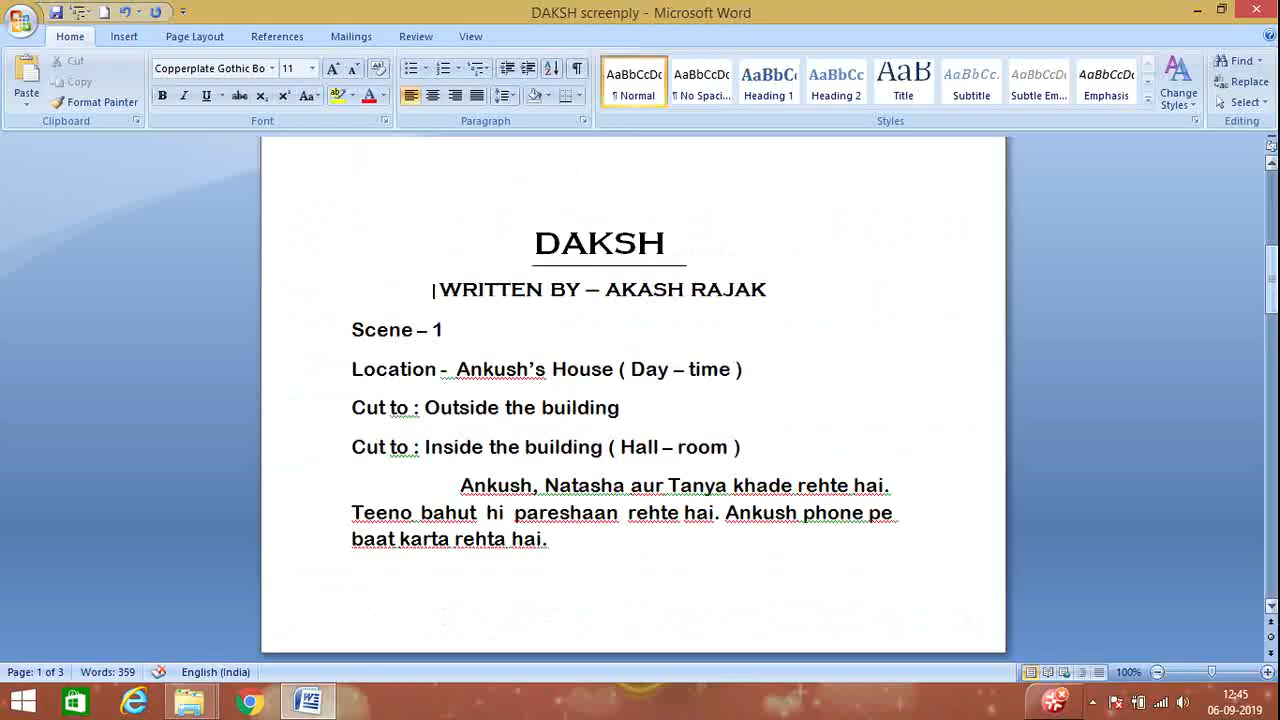 DAKSH screenply - Microsoft Word
Home Insert Page Layout References Mailings Review View
Paste
Cut
Copy
Format Painter
Clipboard
Copperplate Gothic Bo 11
B I U abc X₂ X² Aa
Font
Paragraph
AaBbCcDc AaBbCcDc AaBbC AaBbCc AaB AaBbCc. AaBbCcDc AaBbCcDc
¶ Normal ¶ No Spaci... Heading 1 Heading 2 Title Subtitle Subtle Em... Emphasis
Change Styles
Styles
Find
Replace
Select
Editing
DAKSH
WRITTEN BY – AKASH RAJAK
Scene – 1
Location - Ankush's House ( Day – time )
Cut to : Outside the building
Cut to : Inside the building ( Hall – room )
Ankush, Natasha aur Tanya khade rehte hai.
Teeno bahut hi pareshaan rehte hai. Ankush phone pe
baat karta rehta hai.
Page: 1 of 3 Words: 359 English (India) 100%
12:45
06-09-2019